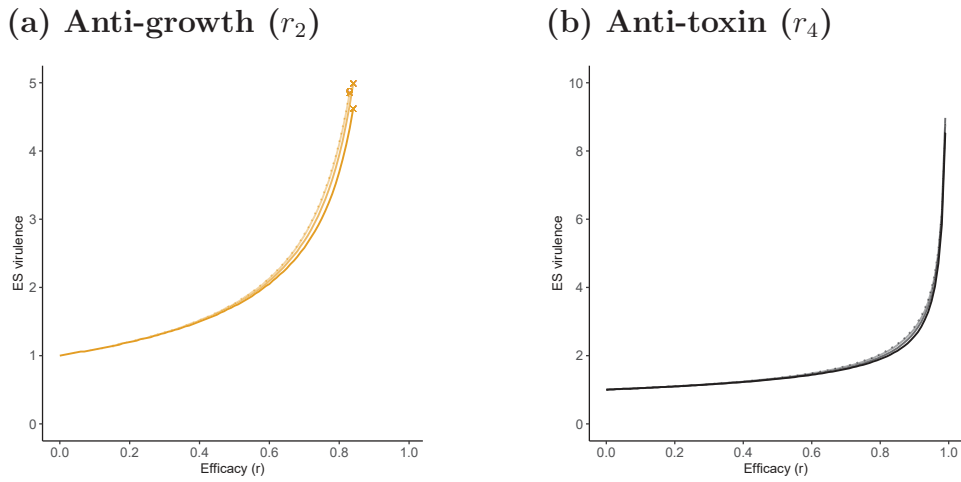 (a) Anti-growth (r2)
5
4
3
2
1
0
ES virulence
0.0 0.2 0.4 0.6 0.8 1.0
Efficacy (r)
(b) Anti-toxin (r4)
10
8
6
4
2
0
ES virulence
0.0 0.2 0.4 0.6 0.8 1.0
Efficacy (r)